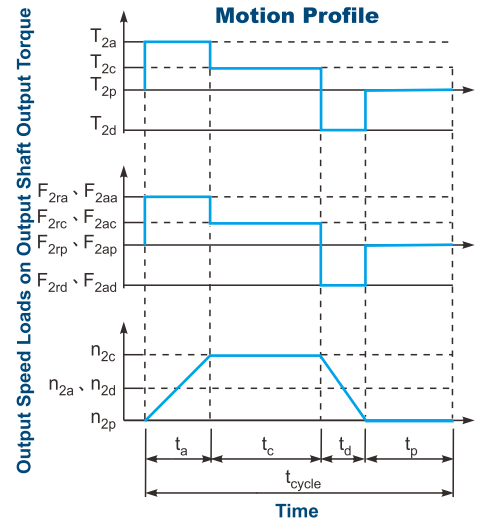 Motion Profile
Output Speed Loads on Output Shaft Output Torque
T2a
T2c
T2p
T2d
F2ra、F2aa
F2rc、F2ac
F2rp、F2ap
F2rd、F2ad
n2c
n2a、n2d
n2p
ta
tc
td
tp
tcycle
Time